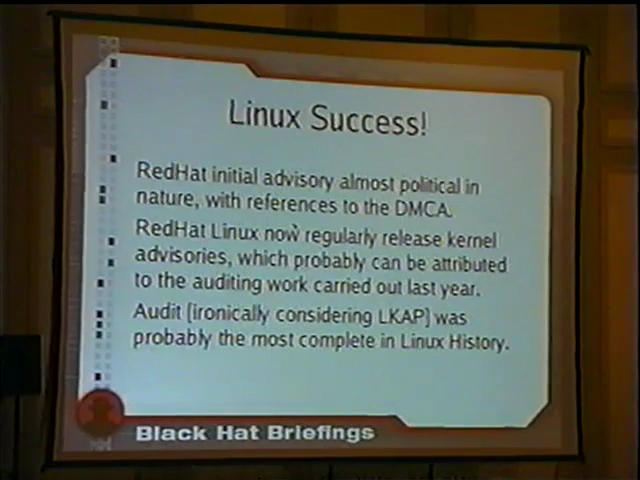 Linux Success!
RedHat initial advisory almost political in
nature, with references to the DMCA.
RedHat Linux now regularly release kernel
advisories, which probably can be attributed
to the auditing work carried out last year.
Audit [ironically considering LKAP] was
probably the most complete in Linux History.
Black Hat Briefings